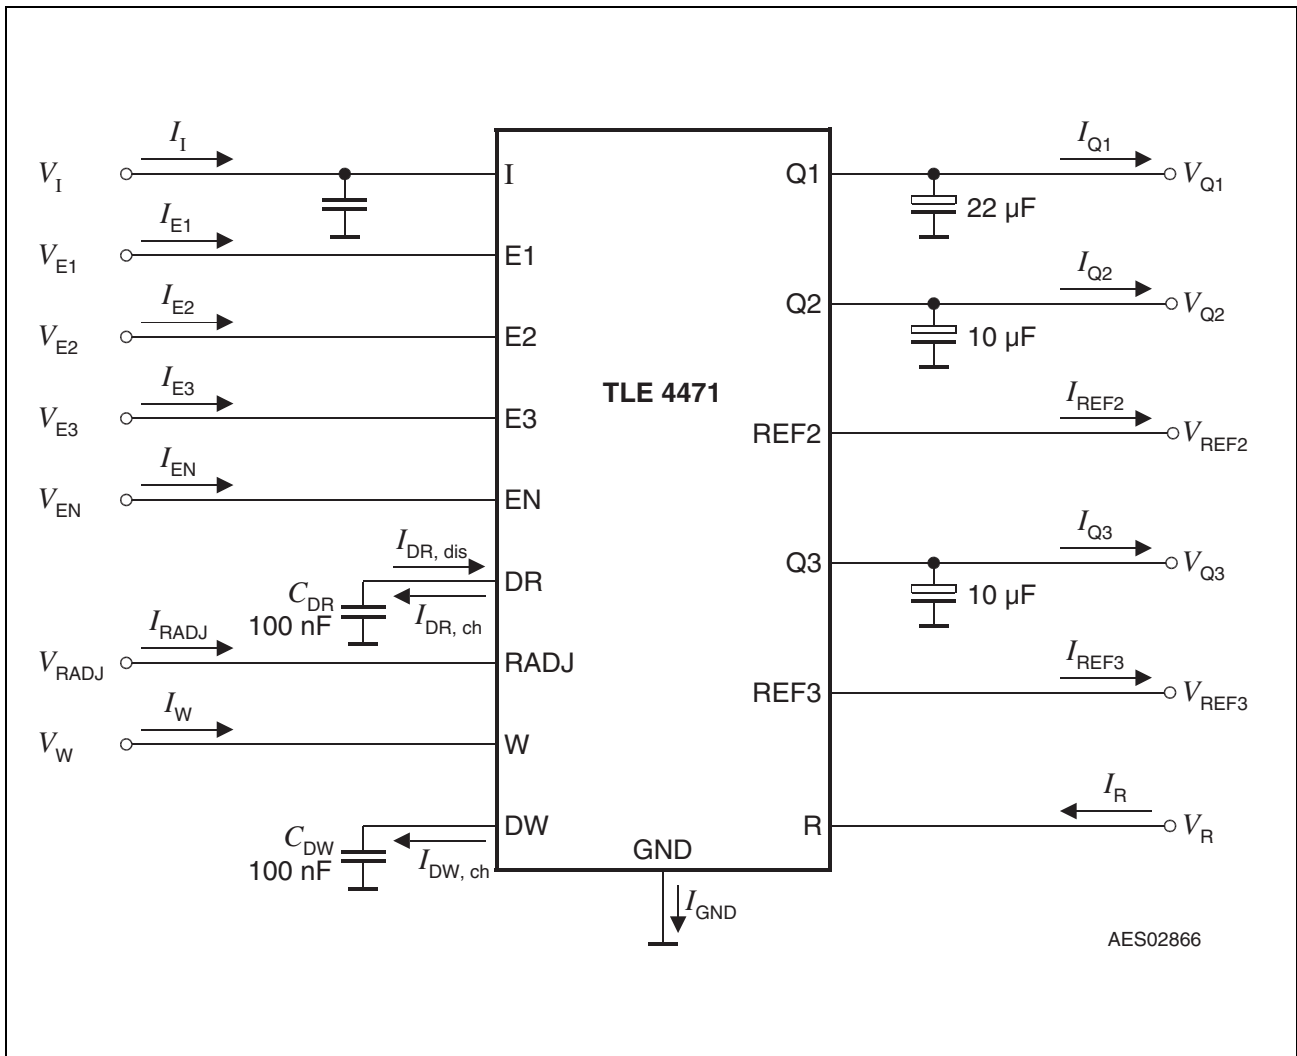 I_I
V_I
I
Q1
I_Q1
V_Q1
22 µF
I_E1
V_E1
E1
I_E2
V_E2
E2
Q2
I_Q2
V_Q2
10 µF
TLE 4471
I_E3
V_E3
E3
REF2
I_REF2
V_REF2
I_EN
V_EN
EN
I_DR, dis
DR
C_DR
100 nF
I_DR, ch
Q3
I_Q3
V_Q3
10 µF
I_RADJ
V_RADJ
RADJ
REF3
I_REF3
V_REF3
I_W
V_W
W
DW
C_DW
100 nF
I_DW, ch
R
I_R
V_R
GND
I_GND
AES02866